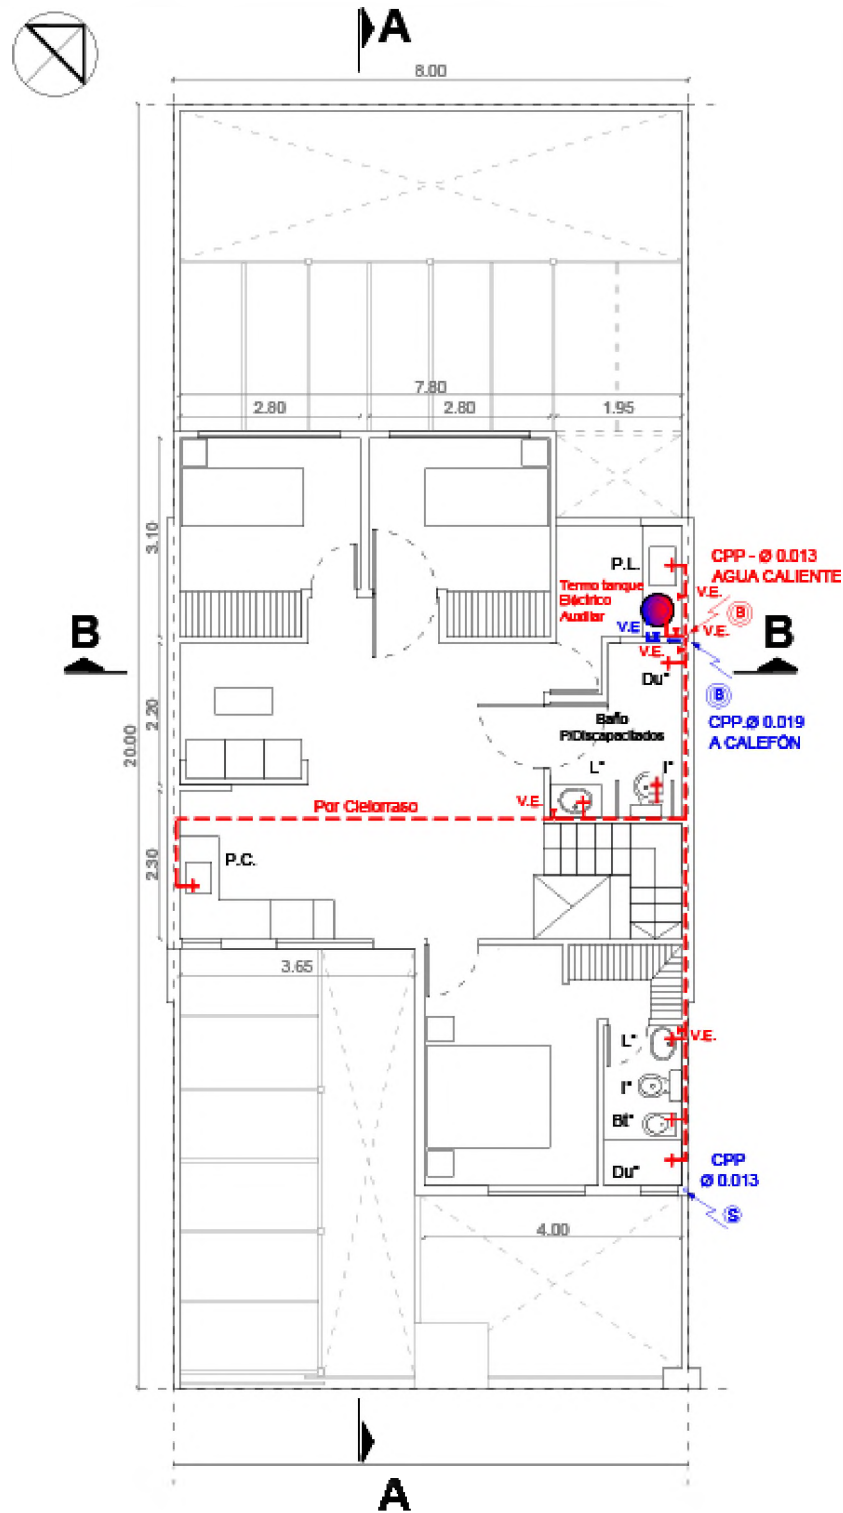 A
8.00
7.80
2.80
2.80
1.95
3.10
P.L.
CPP - Ø 0.013
AGUA CALIENTE
Termo tanque
Eléctrico
Auxiliar
V.E.
B
V.E
V.E.
B
B
V.E.
Du°
B
CPP.Ø 0.019
A CALEFÓN
2.20
20.00
Baño
P/Discapacitados
L°
I°
V.E.
Por Cielorraso
2.30
P.C.
3.65
L°
V.E.
I°
Bi°
Du°
CPP
Ø 0.013
S
4.00
A